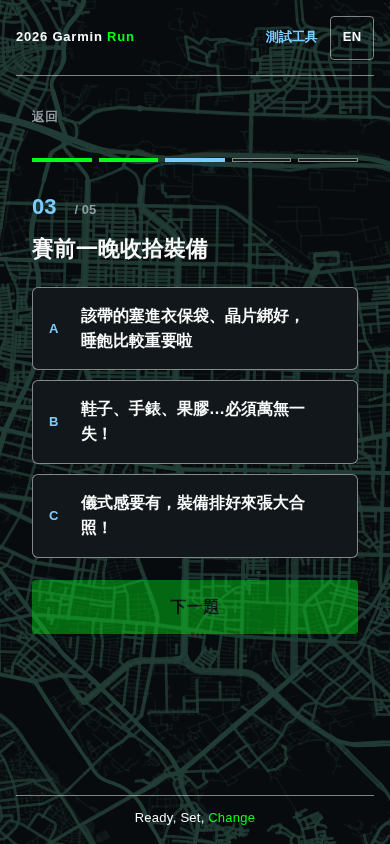 2026 Garmin Run
測試工具
EN
返回
03 / 05
賽前一晚收拾裝備
A
該帶的塞進衣保袋、晶片綁好，
睡飽比較重要啦
B
鞋子、手錶、果膠…必須萬無一
失！
C
儀式感要有，裝備排好來張大合
照！
下一題
Ready, Set, Change